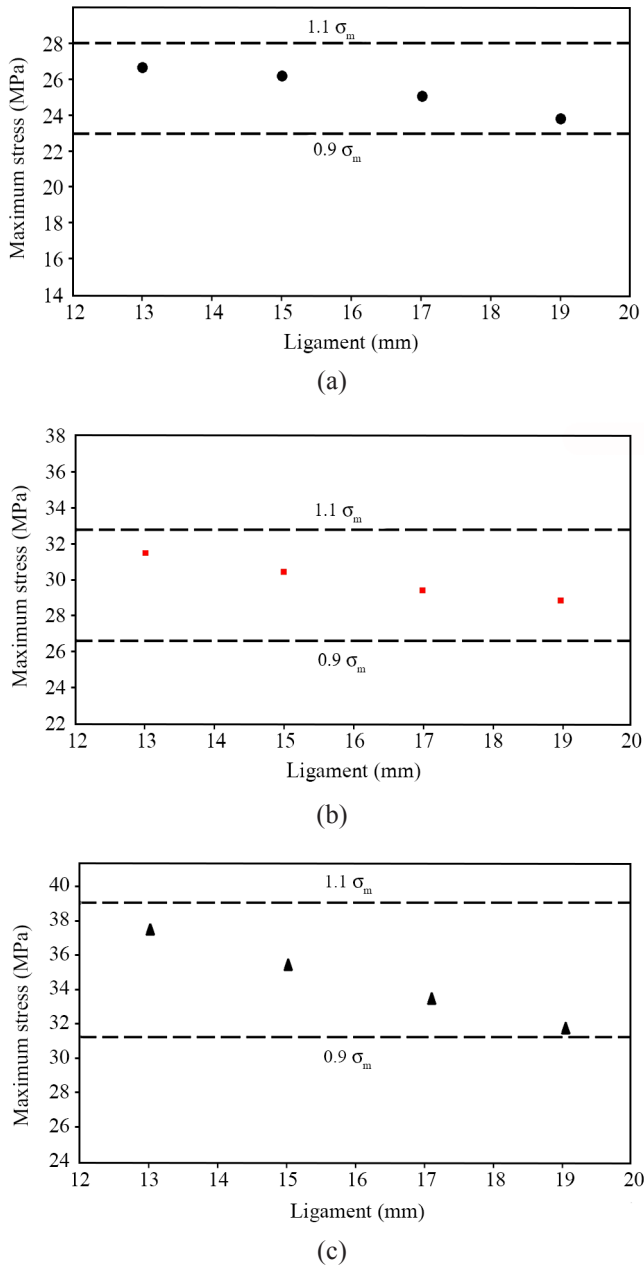 1.1 σm
28
26
24
22
20
18
16
14
0.9 σm
12 13 14 15 16 17 18 19 20
Maximum stress (MPa)
Ligament (mm)
(a)
38
36
34
32
30
28
26
24
22
1.1 σm
0.9 σm
12 13 14 15 16 17 18 19 20
Maximum stress (MPa)
Ligament (mm)
(b)
40
38
36
34
32
30
28
26
24
1.1 σm
0.9 σm
12 13 14 15 16 17 18 19 20
Maximum stress (MPa)
Ligament (mm)
(c)